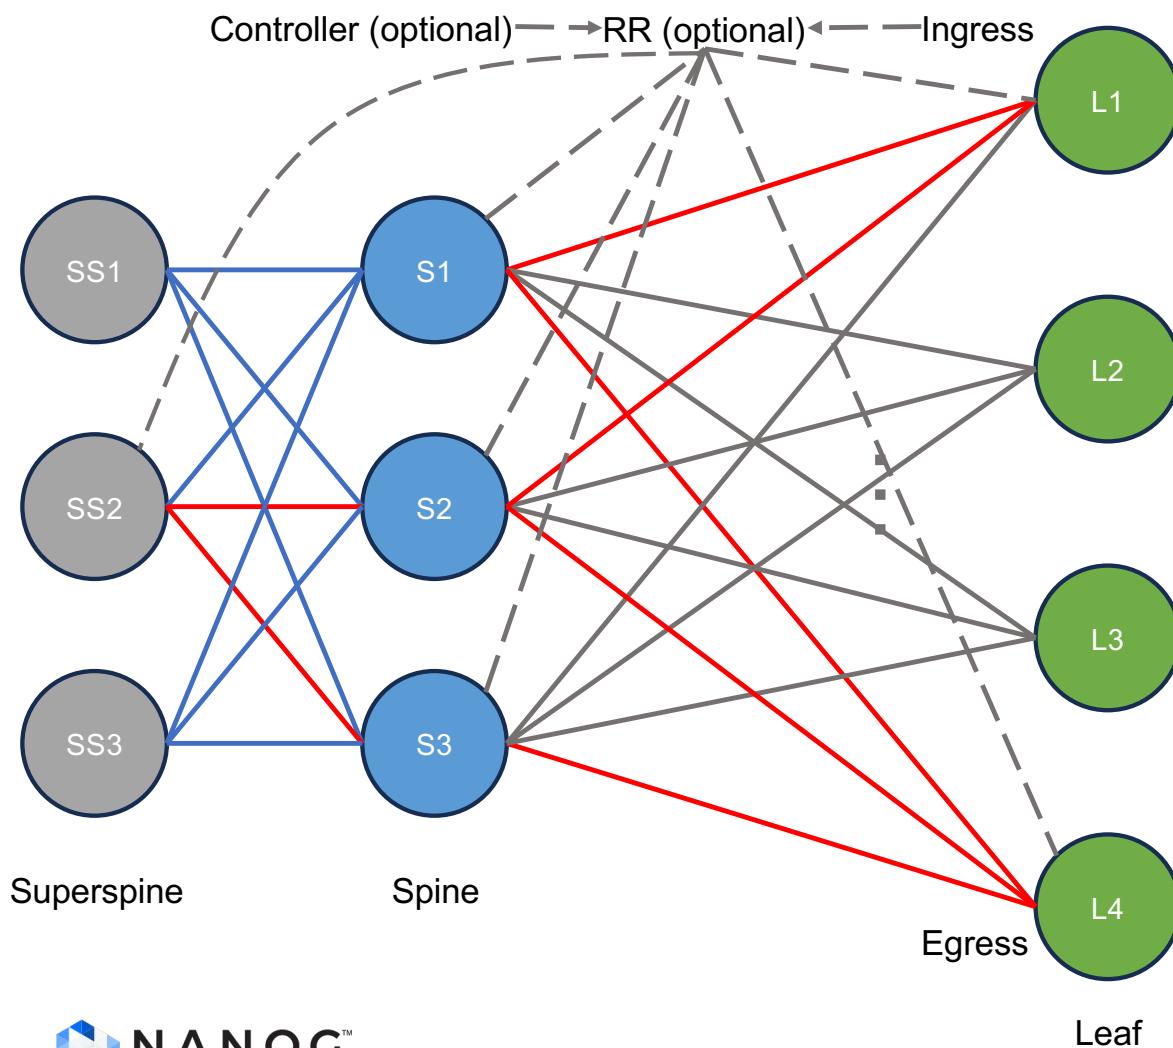 Controller (optional)
RR (optional)
Ingress
L1
SS1
S1
L2
SS2
S2
L3
SS3
S3
Superspine
Spine
L4
Egress
Leaf
NANOG™